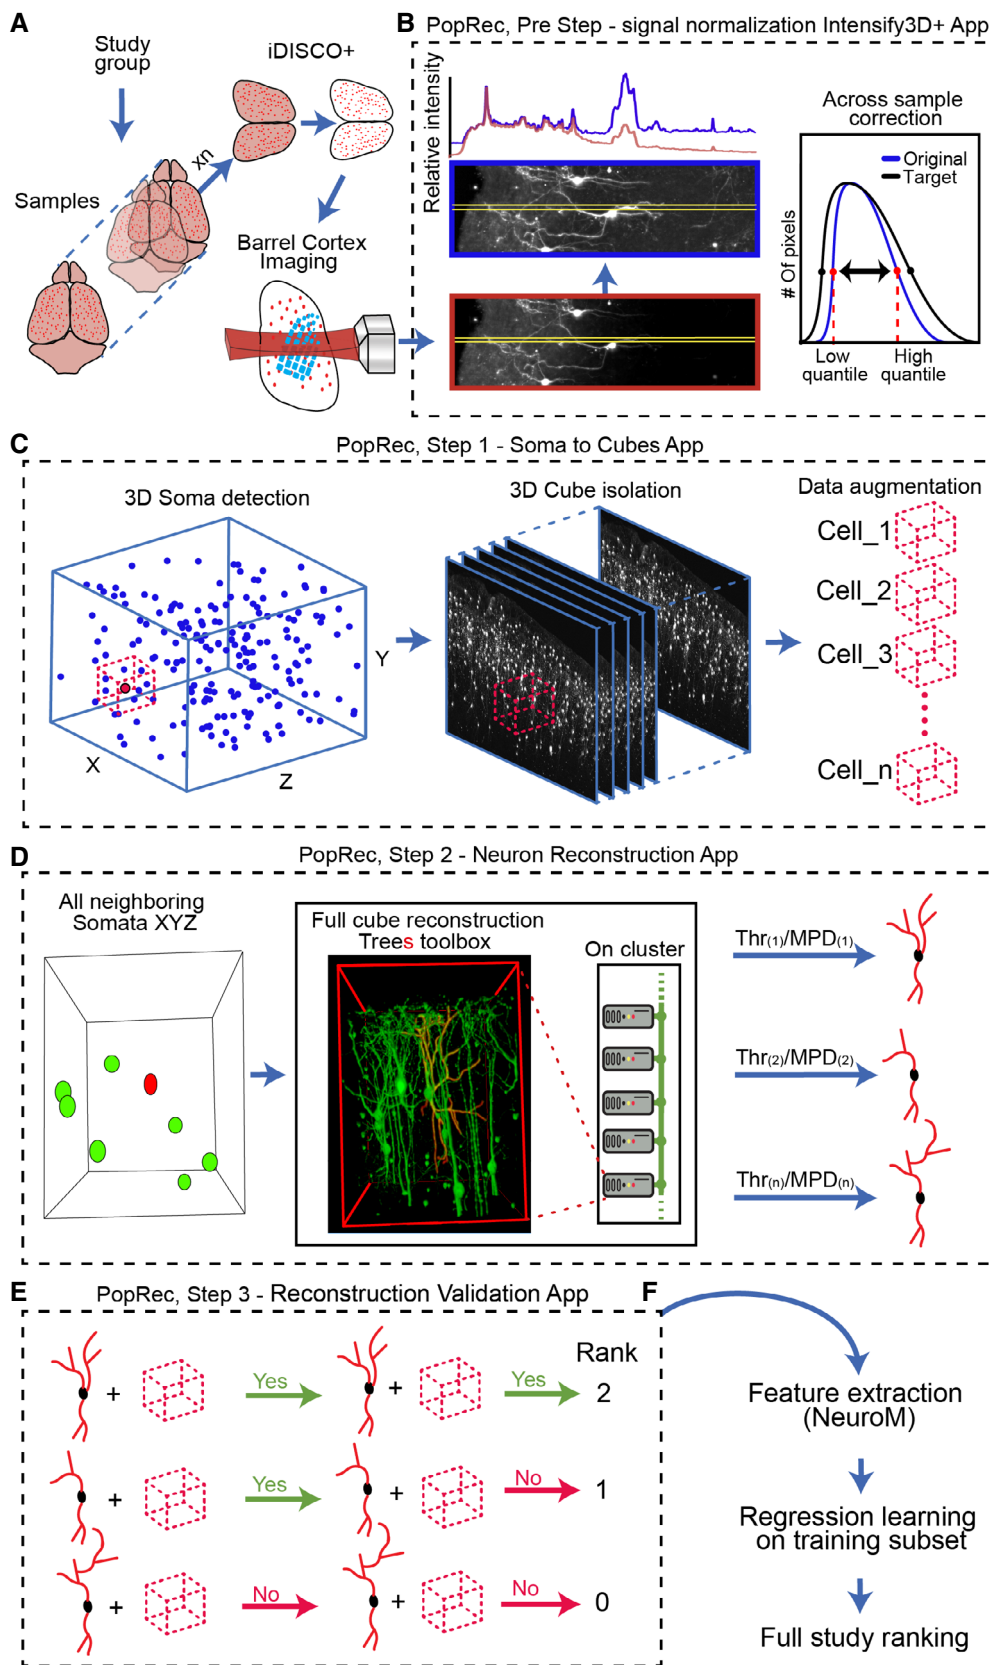 A
Study
group
iDISCO+
xn
Samples
Barrel Cortex
Imaging
B
PopRec, Pre Step - signal normalization Intensify3D+ App
Relative intensity
Across sample
correction
Original
Target
# Of pixels
Low
quantile
High
quantile
C
PopRec, Step 1 - Soma to Cubes App
3D Soma detection
3D Cube isolation
Data augmentation
Cell_1
Cell_2
Cell_3
Cell_n
X
Y
Z
D
PopRec, Step 2 - Neuron Reconstruction App
All neighboring
Somata XYZ
Full cube reconstruction
Trees toolbox
On cluster
Thr(1)/MPD(1)
Thr(2)/MPD(2)
Thr(n)/MPD(n)
E
PopRec, Step 3 - Reconstruction Validation App
Rank
+ Yes + Yes 2
+ Yes + No 1
+ No + No 0
F
Feature extraction
(NeuroM)
Regression learning
on training subset
Full study ranking